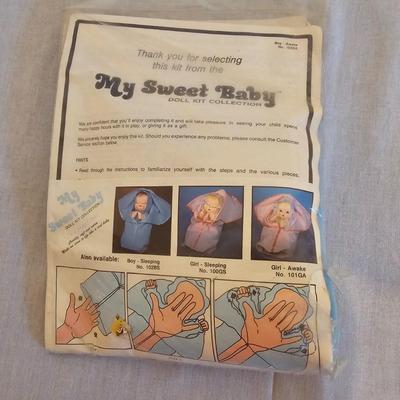 Boy - Awake
Thank you for selecting
this kit from the
My Sweet Baby
DOLL KIT COLLECTION
We are confident that you'll enjoy completing it and will take pleasure in seeing your child spend
many happy hours with it in play, or giving it as a gift.
We sincerely hope you enjoy this kit. Should you experience any problems, please consult the Customer
Service section below.
HINTS
• Read through the instructions to familiarize yourself with the steps and the various pieces.
My
Sweet
Baby
DOLL KIT COLLECTION
Also available:
Boy - Sleeping
No. 102BS
Girl - Sleeping
No. 100GS
Girl - Awake
No. 101GA